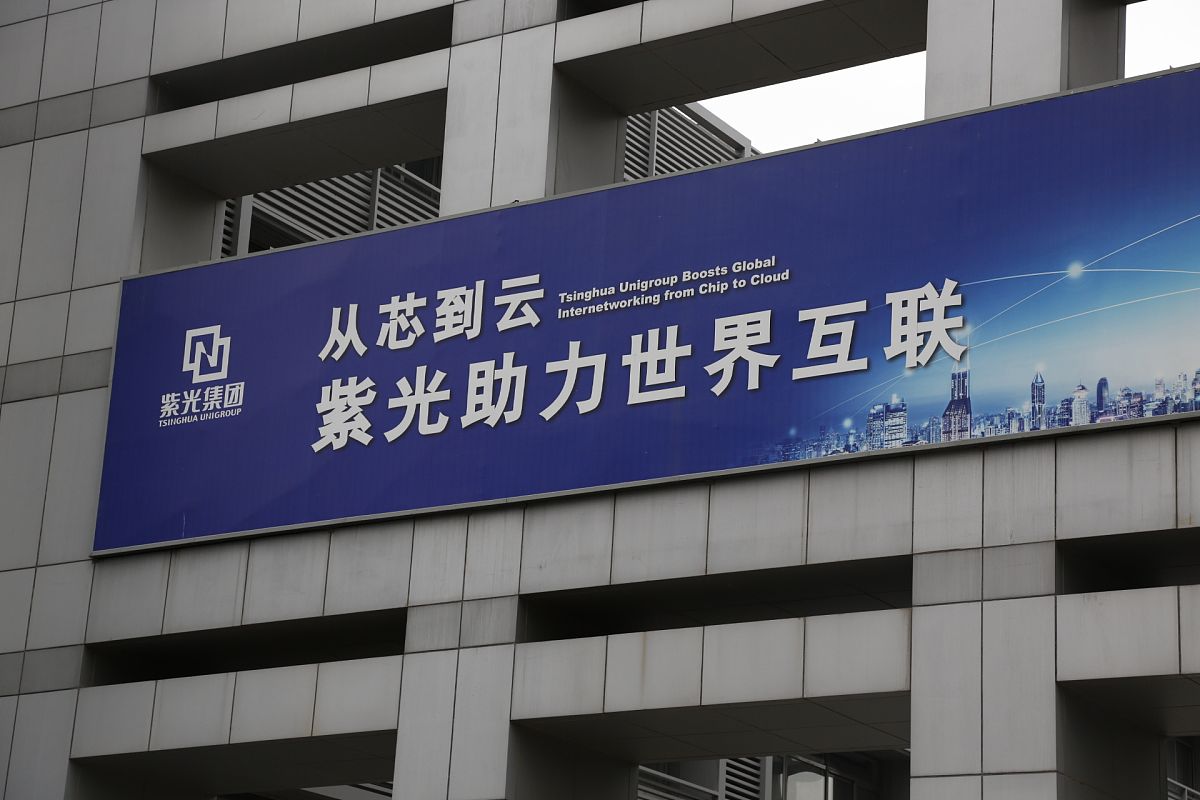 紫光集团
TSINGHUA UNIGROUP
从芯到云
Tsinghua Unigroup Boosts Global
Internetworking from Chip to Cloud
紫光助力世界互联